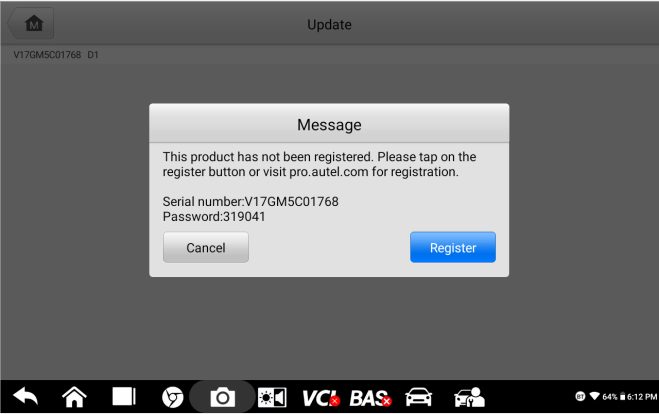 M
Update
V17GM5C01768 D1
Message
This product has not been registered. Please tap on the
register button or visit pro.autel.com for registration.
Serial number:V17GM5C01768
Password:319041
Cancel
Register
VCI BAS BT 64% 6:12 PM